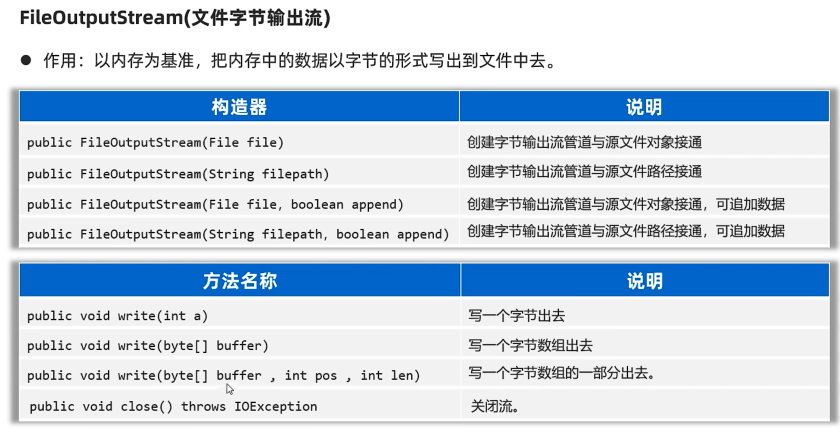 FileOutputStream(文件字节输出流)
● 作用：以内存为基准，把内存中的数据以字节的形式写出到文件中去。
构造器 说明
public FileOutputStream(File file) 创建字节输出流管道与源文件对象接通
public FileOutputStream(String filepath) 创建字节输出流管道与源文件路径接通
public FileOutputStream(File file, boolean append) 创建字节输出流管道与源文件对象接通，可追加数据
public FileOutputStream(String filepath, boolean append) 创建字节输出流管道与源文件路径接通，可追加数据
方法名称 说明
public void write(int a) 写一个字节出去
public void write(byte[] buffer) 写一个字节数组出去
public void write(byte[] buffer , int pos , int len) 写一个字节数组的一部分出去。
public void close() throws IOException 关闭流。